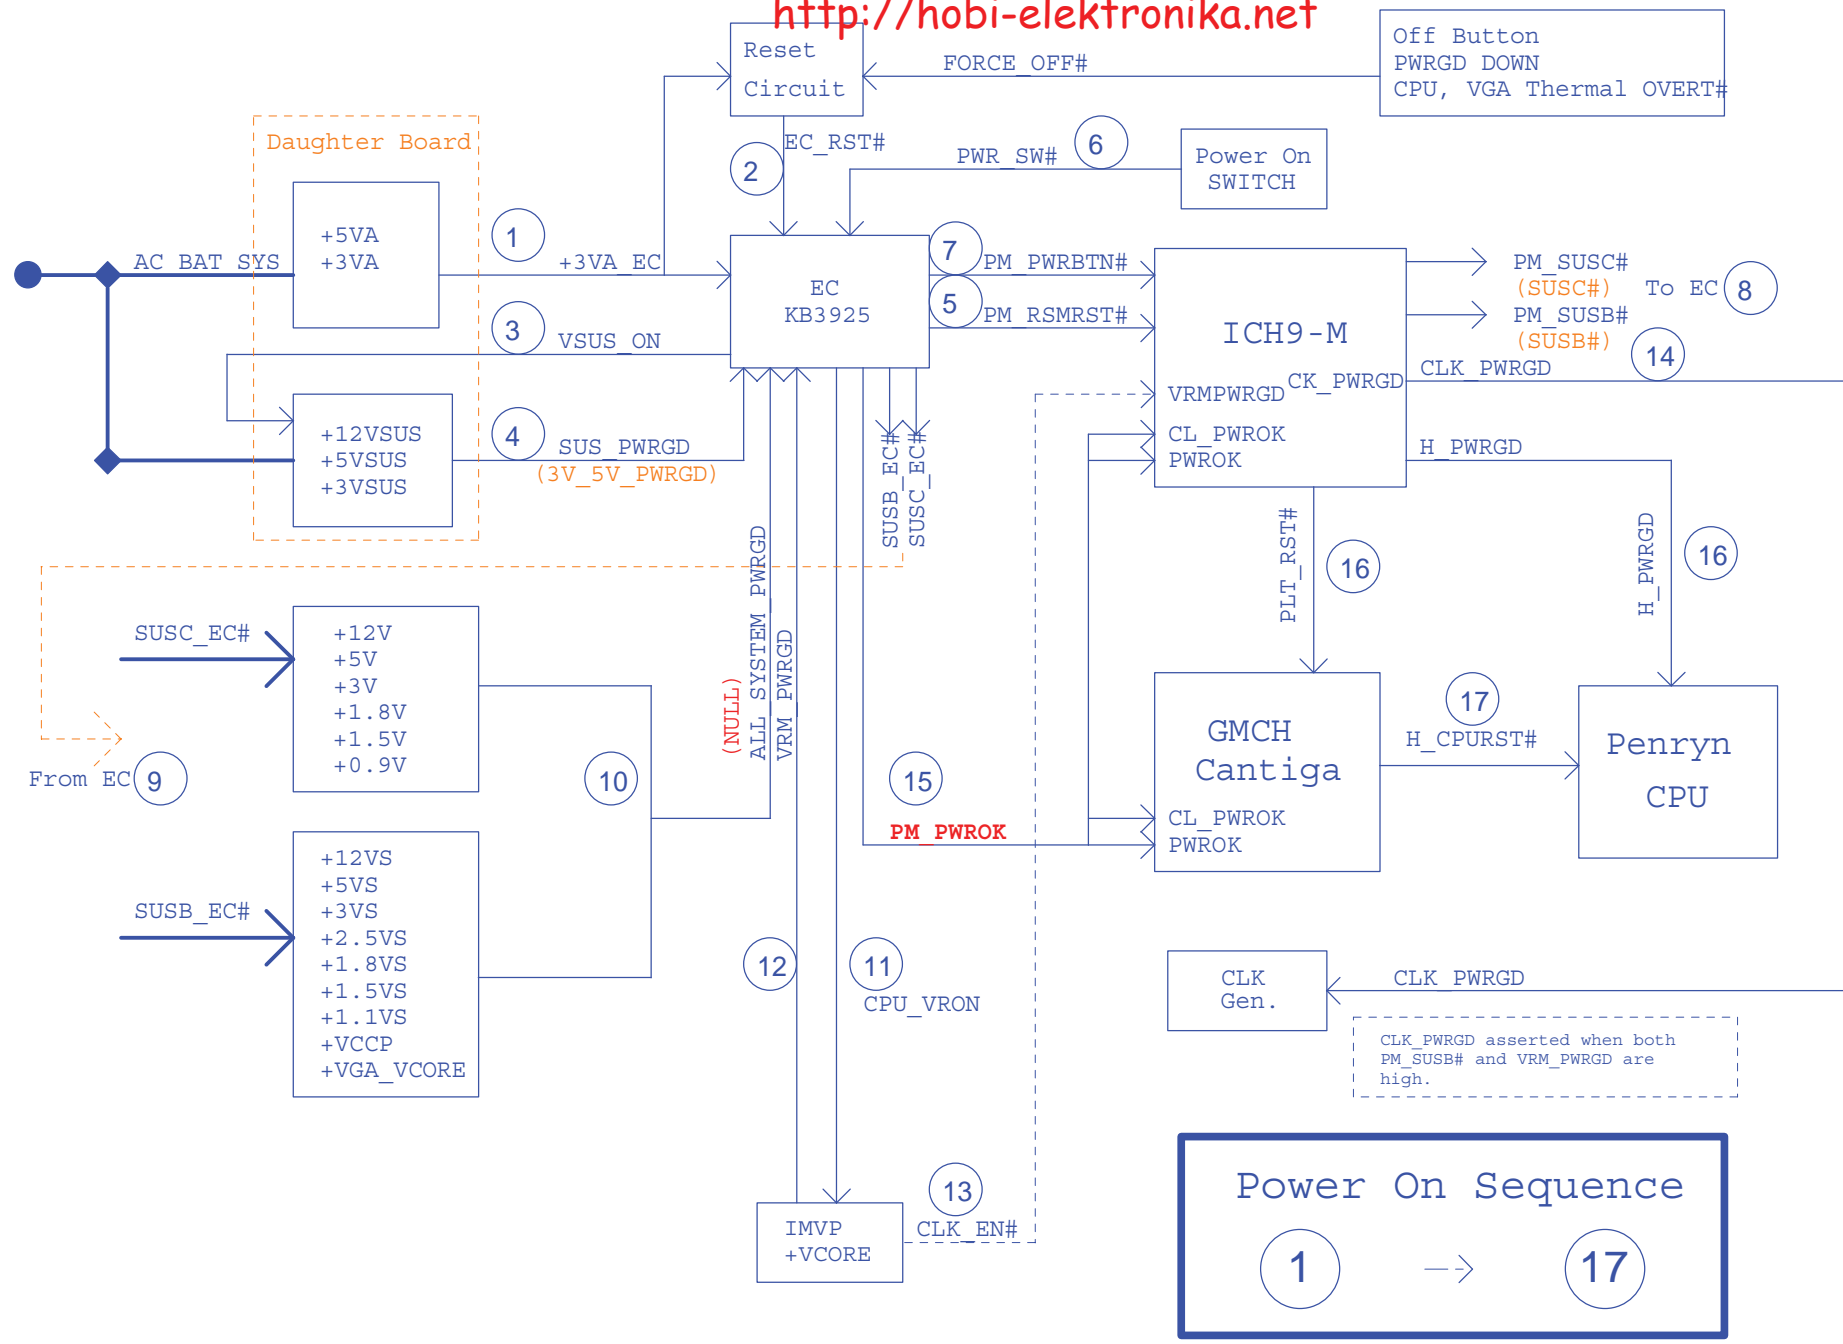 http://hobi-elektronika.net
Reset
Circuit
FORCE_OFF#
Off Button
PWRGD DOWN
CPU, VGA Thermal OVERT#
Daughter Board
EC_RST#
2
PWR_SW#
6
Power On
SWITCH
+5VA
+3VA
AC_BAT_SYS
1
+3VA_EC
EC
KB3925
7
PM_PWRBTN#
5
PM_RSMRST#
ICH9-M
PM_SUSC#
(SUSC#)
To EC
8
PM_SUSB#
(SUSB#)
3
VSUS_ON
14
CLK_PWRGD
CK_PWRGD
VRMPWRGD
CL_PWROK
PWROK
H_PWRGD
+12VSUS
+5VSUS
+3VSUS
4
SUS_PWRGD
(3V_5V_PWRGD)
SUSB_EC#
SUSC_EC#
PLT_RST#
16
H_PWRGD
16
(NULL)
ALL_SYSTEM_PWRGD
VRM_PWRGD
SUSC_EC#
+12V
+5V
+3V
+1.8V
+1.5V
+0.9V
From EC
9
10
15
PM_PWROK
GMCH
Cantiga
CL_PWROK
PWROK
17
H_CPURST#
Penryn
CPU
SUSB_EC#
+12VS
+5VS
+3VS
+2.5VS
+1.8VS
+1.5VS
+1.1VS
+VCCP
+VGA_VCORE
12
11
CPU_VRON
CLK
Gen.
CLK_PWRGD
CLK_PWRGD asserted when both
PM_SUSB# and VRM_PWRGD are
high.
IMVP
+VCORE
13
CLK_EN#
Power On Sequence
1
17